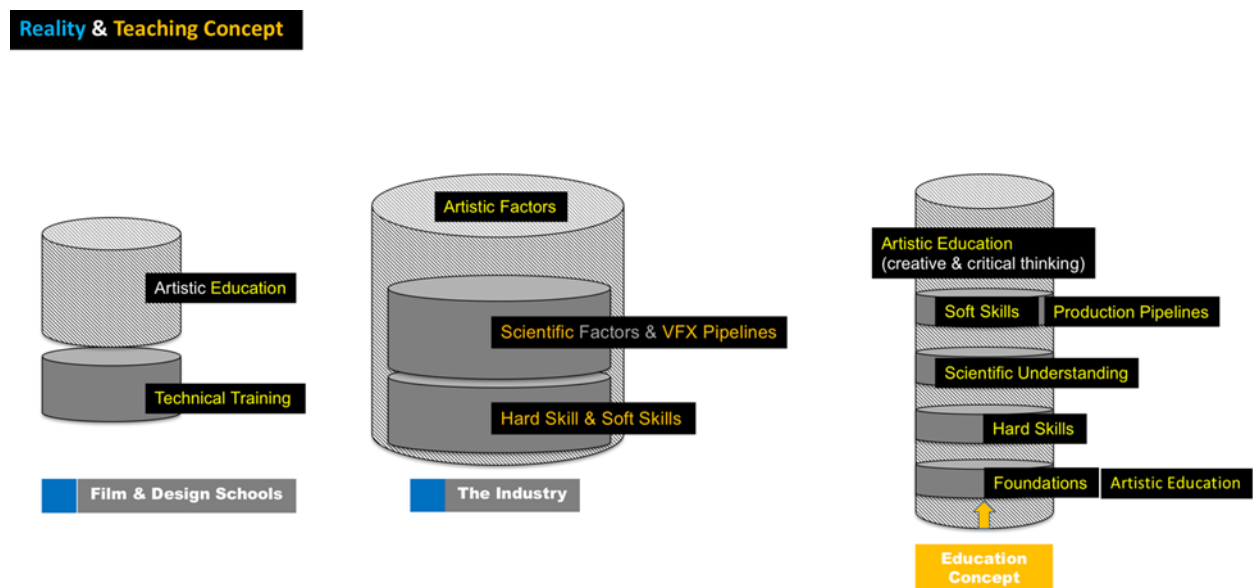 Reality & Teaching Concept
Artistic Education
Technical Training
Film & Design Schools
Artistic Factors
Scientific Factors & VFX Pipelines
Hard Skill & Soft Skills
The Industry
Artistic Education
(creative & critical thinking)
Soft Skills
Production Pipelines
Scientific Understanding
Hard Skills
Foundations
Artistic Education
Education
Concept